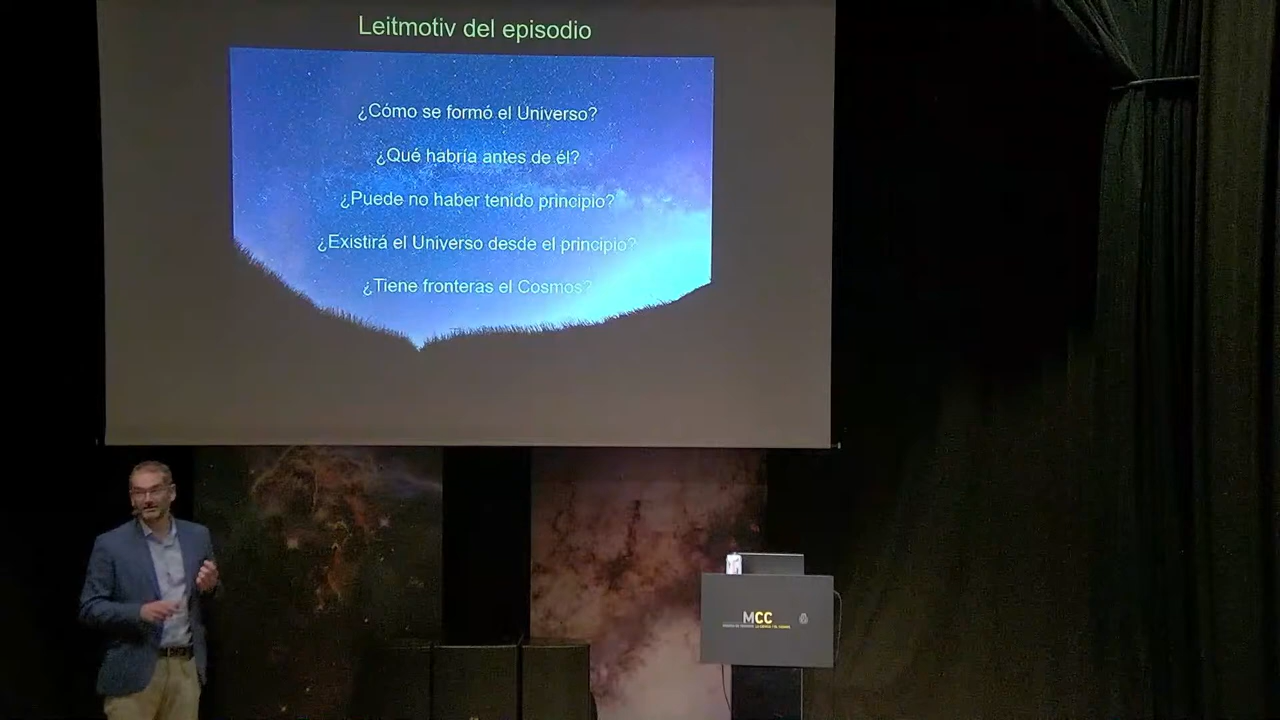 Leitmotiv del episodio
¿Cómo se formó el Universo?
¿Qué habría antes de él?
¿Puede no haber tenido principio?
¿Existirá el Universo desde el principio?
¿Tiene fronteras el Cosmos?
MCC